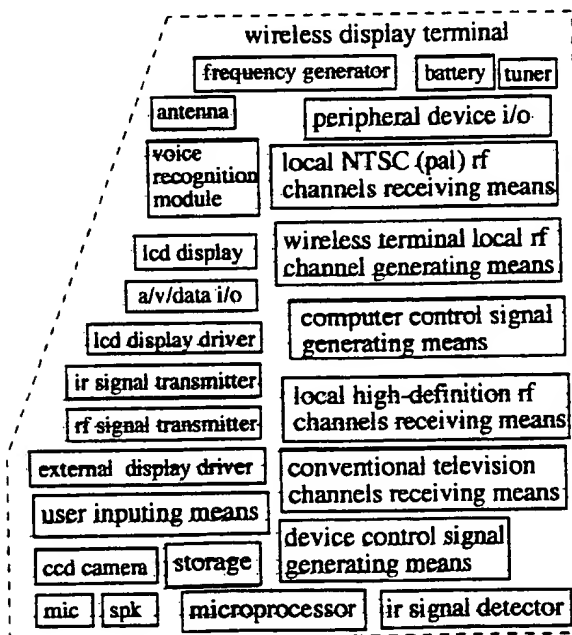 wireless display terminal
frequency generator battery tuner
antenna peripheral device i/o
voice
recognition
module
local NTSC (pal) rf
channels receiving means
lcd display
wireless terminal local rf
channel generating means
a/v/data i/o
computer control signal
generating means
lcd display driver
ir signal transmitter
local high-definition rf
channels receiving means
rf signal transmitter
external display driver
conventional television
channels receiving means
user inputing means
device control signal
generating means
ccd camera storage
mic spk microprocessor ir signal detector